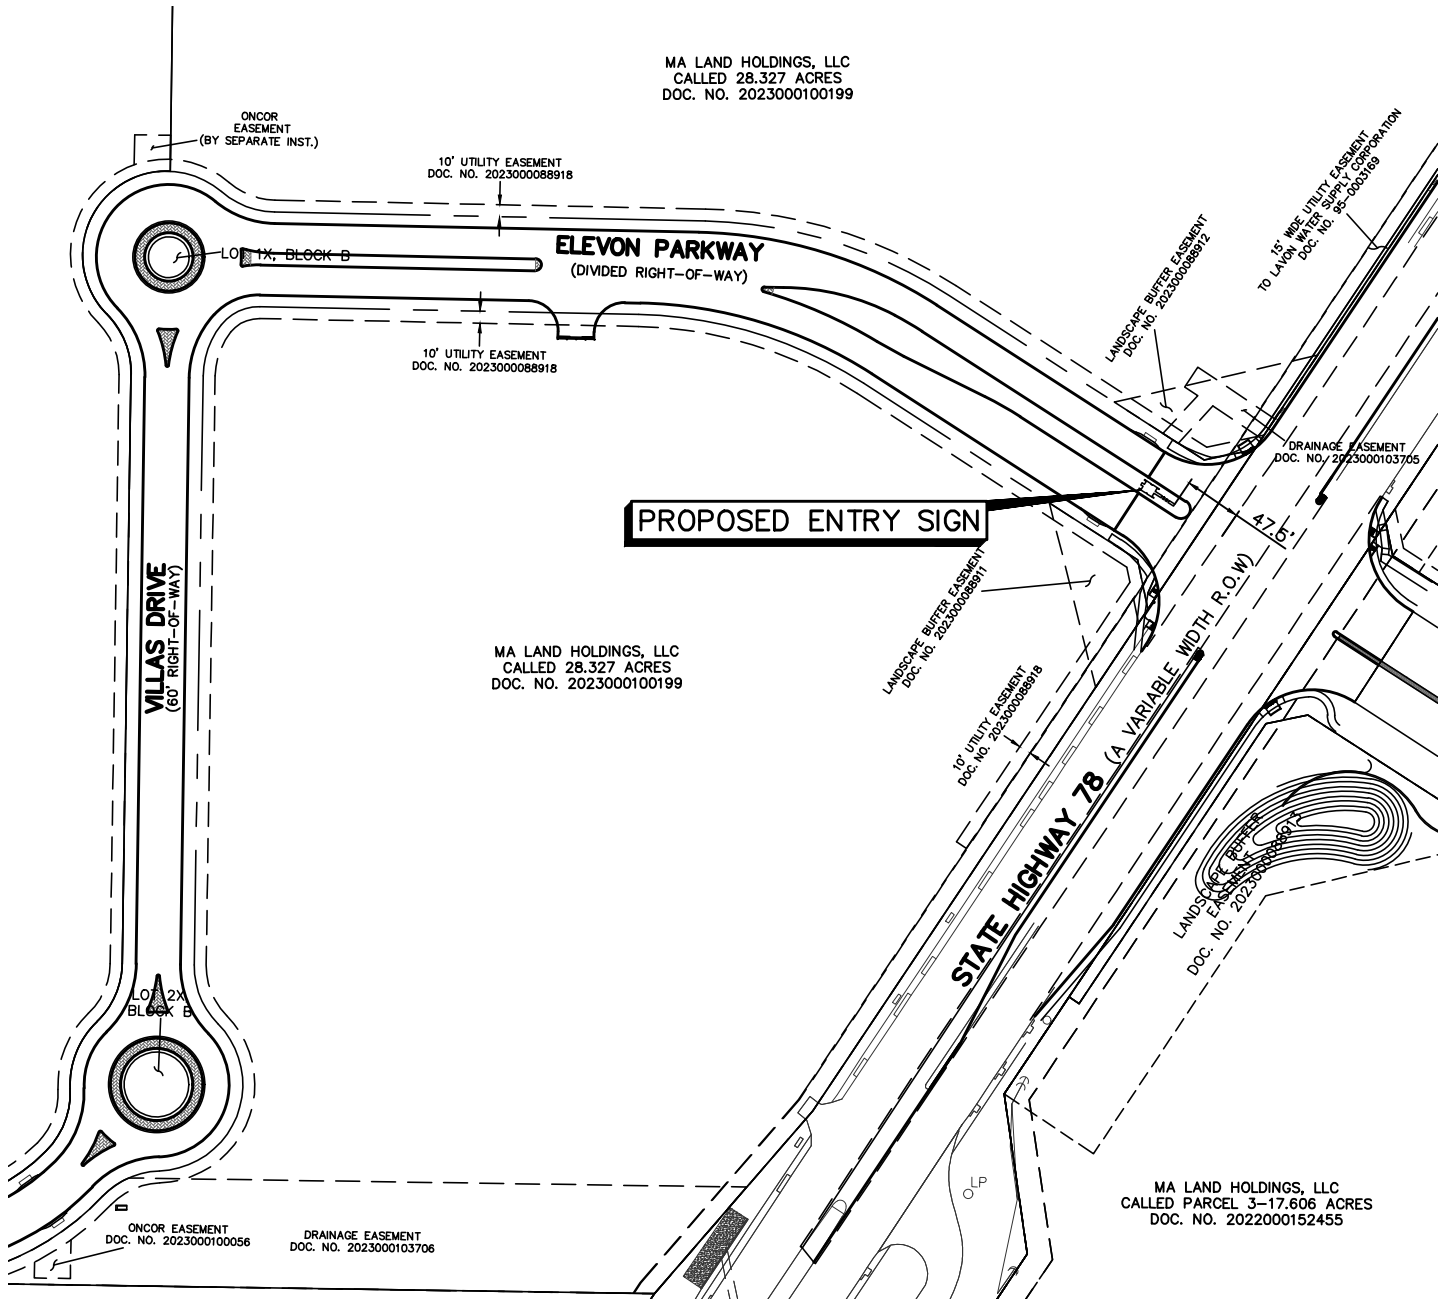 MA LAND HOLDINGS, LLC
CALLED 28.327 ACRES
DOC. NO. 2023000100199
ONCOR
EASEMENT
(BY SEPARATE INST.)
10' UTILITY EASEMENT
DOC. NO. 2023000088918
15' WIDE UTILITY EASEMENT
TO LAVON WATER SUPPLY CORPORATION
DOC. NO. 95-0003169
LANDSCAPE BUFFER EASEMENT
DOC. NO. 2023000088912
ELEVON PARKWAY
(DIVIDED RIGHT-OF-WAY)
LOT 1X, BLOCK B
10' UTILITY EASEMENT
DOC. NO. 2023000088918
DRAINAGE EASEMENT
DOC. NO. 2023000103705
PROPOSED ENTRY SIGN
47.5'
LANDSCAPE BUFFER EASEMENT
DOC. NO. 2023000088911
VILLAS DRIVE
(60' RIGHT-OF-WAY)
MA LAND HOLDINGS, LLC
CALLED 28.327 ACRES
DOC. NO. 2023000100199
10' UTILITY EASEMENT
DOC. NO. 2023000088918
STATE HIGHWAY 78 (A VARIABLE WIDTH R.O.W)
LANDSCAPE BUFFER
EASEMENT
DOC. NO.
LOT 2X
BLOCK B
LP
MA LAND HOLDINGS, LLC
CALLED PARCEL 3-17.606 ACRES
DOC. NO. 2022000152455
ONCOR EASEMENT
DOC. NO. 2023000100056
DRAINAGE EASEMENT
DOC. NO. 2023000103706